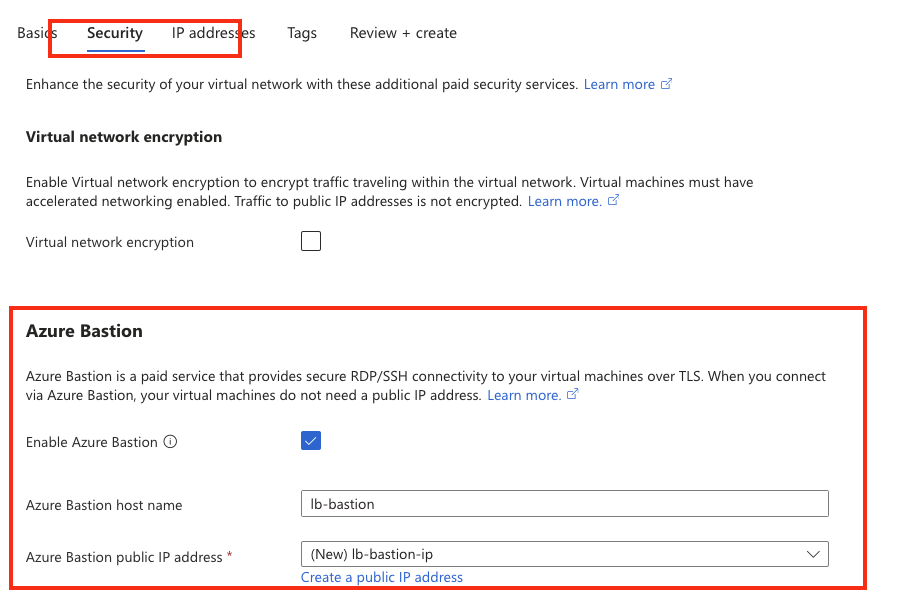 Basics Security IP addresses Tags Review + create
Enhance the security of your virtual network with these additional paid security services. Learn more
Virtual network encryption
Enable Virtual network encryption to encrypt traffic traveling within the virtual network. Virtual machines must have
accelerated networking enabled. Traffic to public IP addresses is not encrypted. Learn more.
Virtual network encryption
Azure Bastion
Azure Bastion is a paid service that provides secure RDP/SSH connectivity to your virtual machines over TLS. When you connect
via Azure Bastion, your virtual machines do not need a public IP address. Learn more.
Enable Azure Bastion
Azure Bastion host name lb-bastion
Azure Bastion public IP address * (New) lb-bastion-ip
Create a public IP address